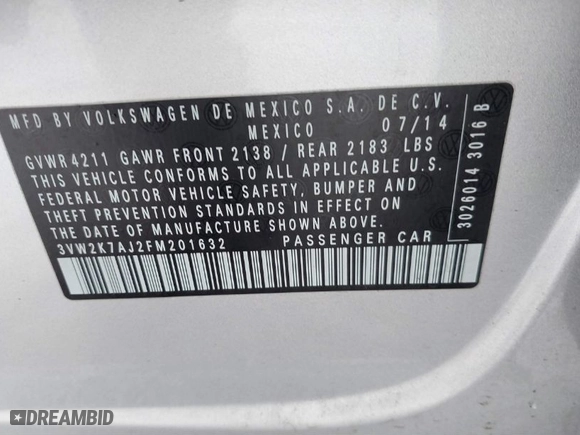 MFD BY VOLKSWAGEN DE MEXICO S.A. DE C.V.
MEXICO 07/14
GVWR 4211 GAWR FRONT 2138 / REAR 2183 LBS
THIS VEHICLE CONFORMS TO ALL APPLICABLE U.S.
FEDERAL MOTOR VEHICLE SAFETY, BUMPER AND
THEFT PREVENTION STANDARDS IN EFFECT ON
THE DATE OF MANUFACTURE SHOWN ABOVE.
3VW2K7AJ2FM201632 PASSENGER CAR
3026014 3016 B
DREAMBID